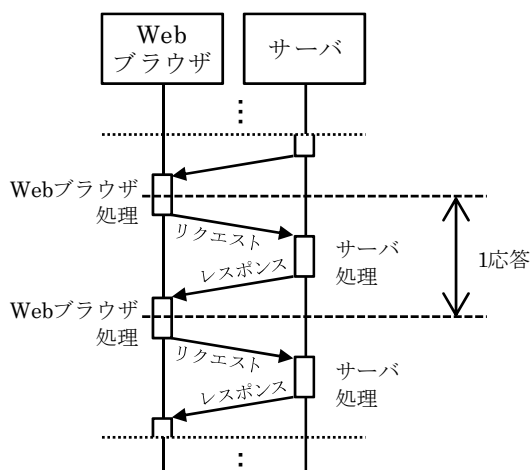 Web
ブラウザ
サーバ
Webブラウザ
処理
リクエスト
サーバ
処理
レスポンス
1応答
Webブラウザ
処理
リクエスト
サーバ
処理
レスポンス